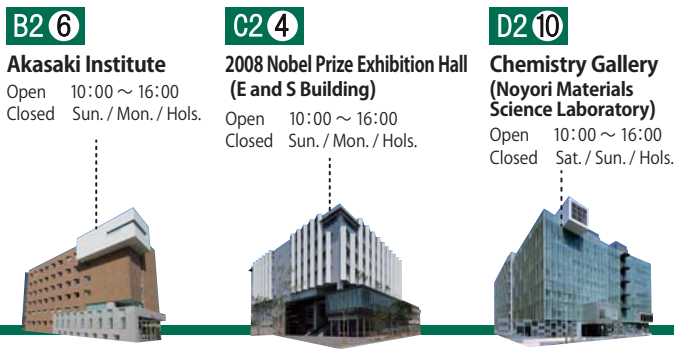 B2 6
Akasaki Institute
Open 10:00 ~ 16:00
Closed Sun. / Mon. / Hols.
C2 4
2008 Nobel Prize Exhibition Hall
(E and S Building)
Open 10:00 ~ 16:00
Closed Sun. / Mon. / Hols.
D2 10
Chemistry Gallery
(Noyori Materials
Science Laboratory)
Open 10:00 ~ 16:00
Closed Sat. / Sun. / Hols.